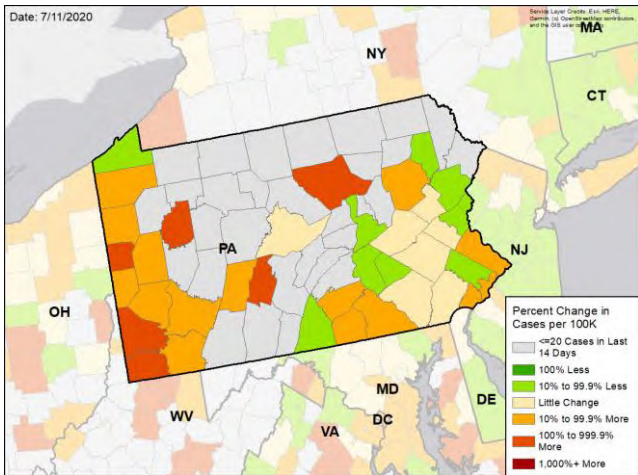 Date: 7/11/2020
Service Layer Credits: Esri, HERE,
Garmin, (c) OpenStreetMap contributors,
and the GIS user
MA
NY
CT
PA
NJ
OH
Percent Change in
Cases per 100K
<=20 Cases in Last
14 Days
100% Less
10% to 99.9% Less
Little Change
10% to 99.9% More
100% to 999.9%
More
1,000%+ More
MD
DE
WV
DC
VA